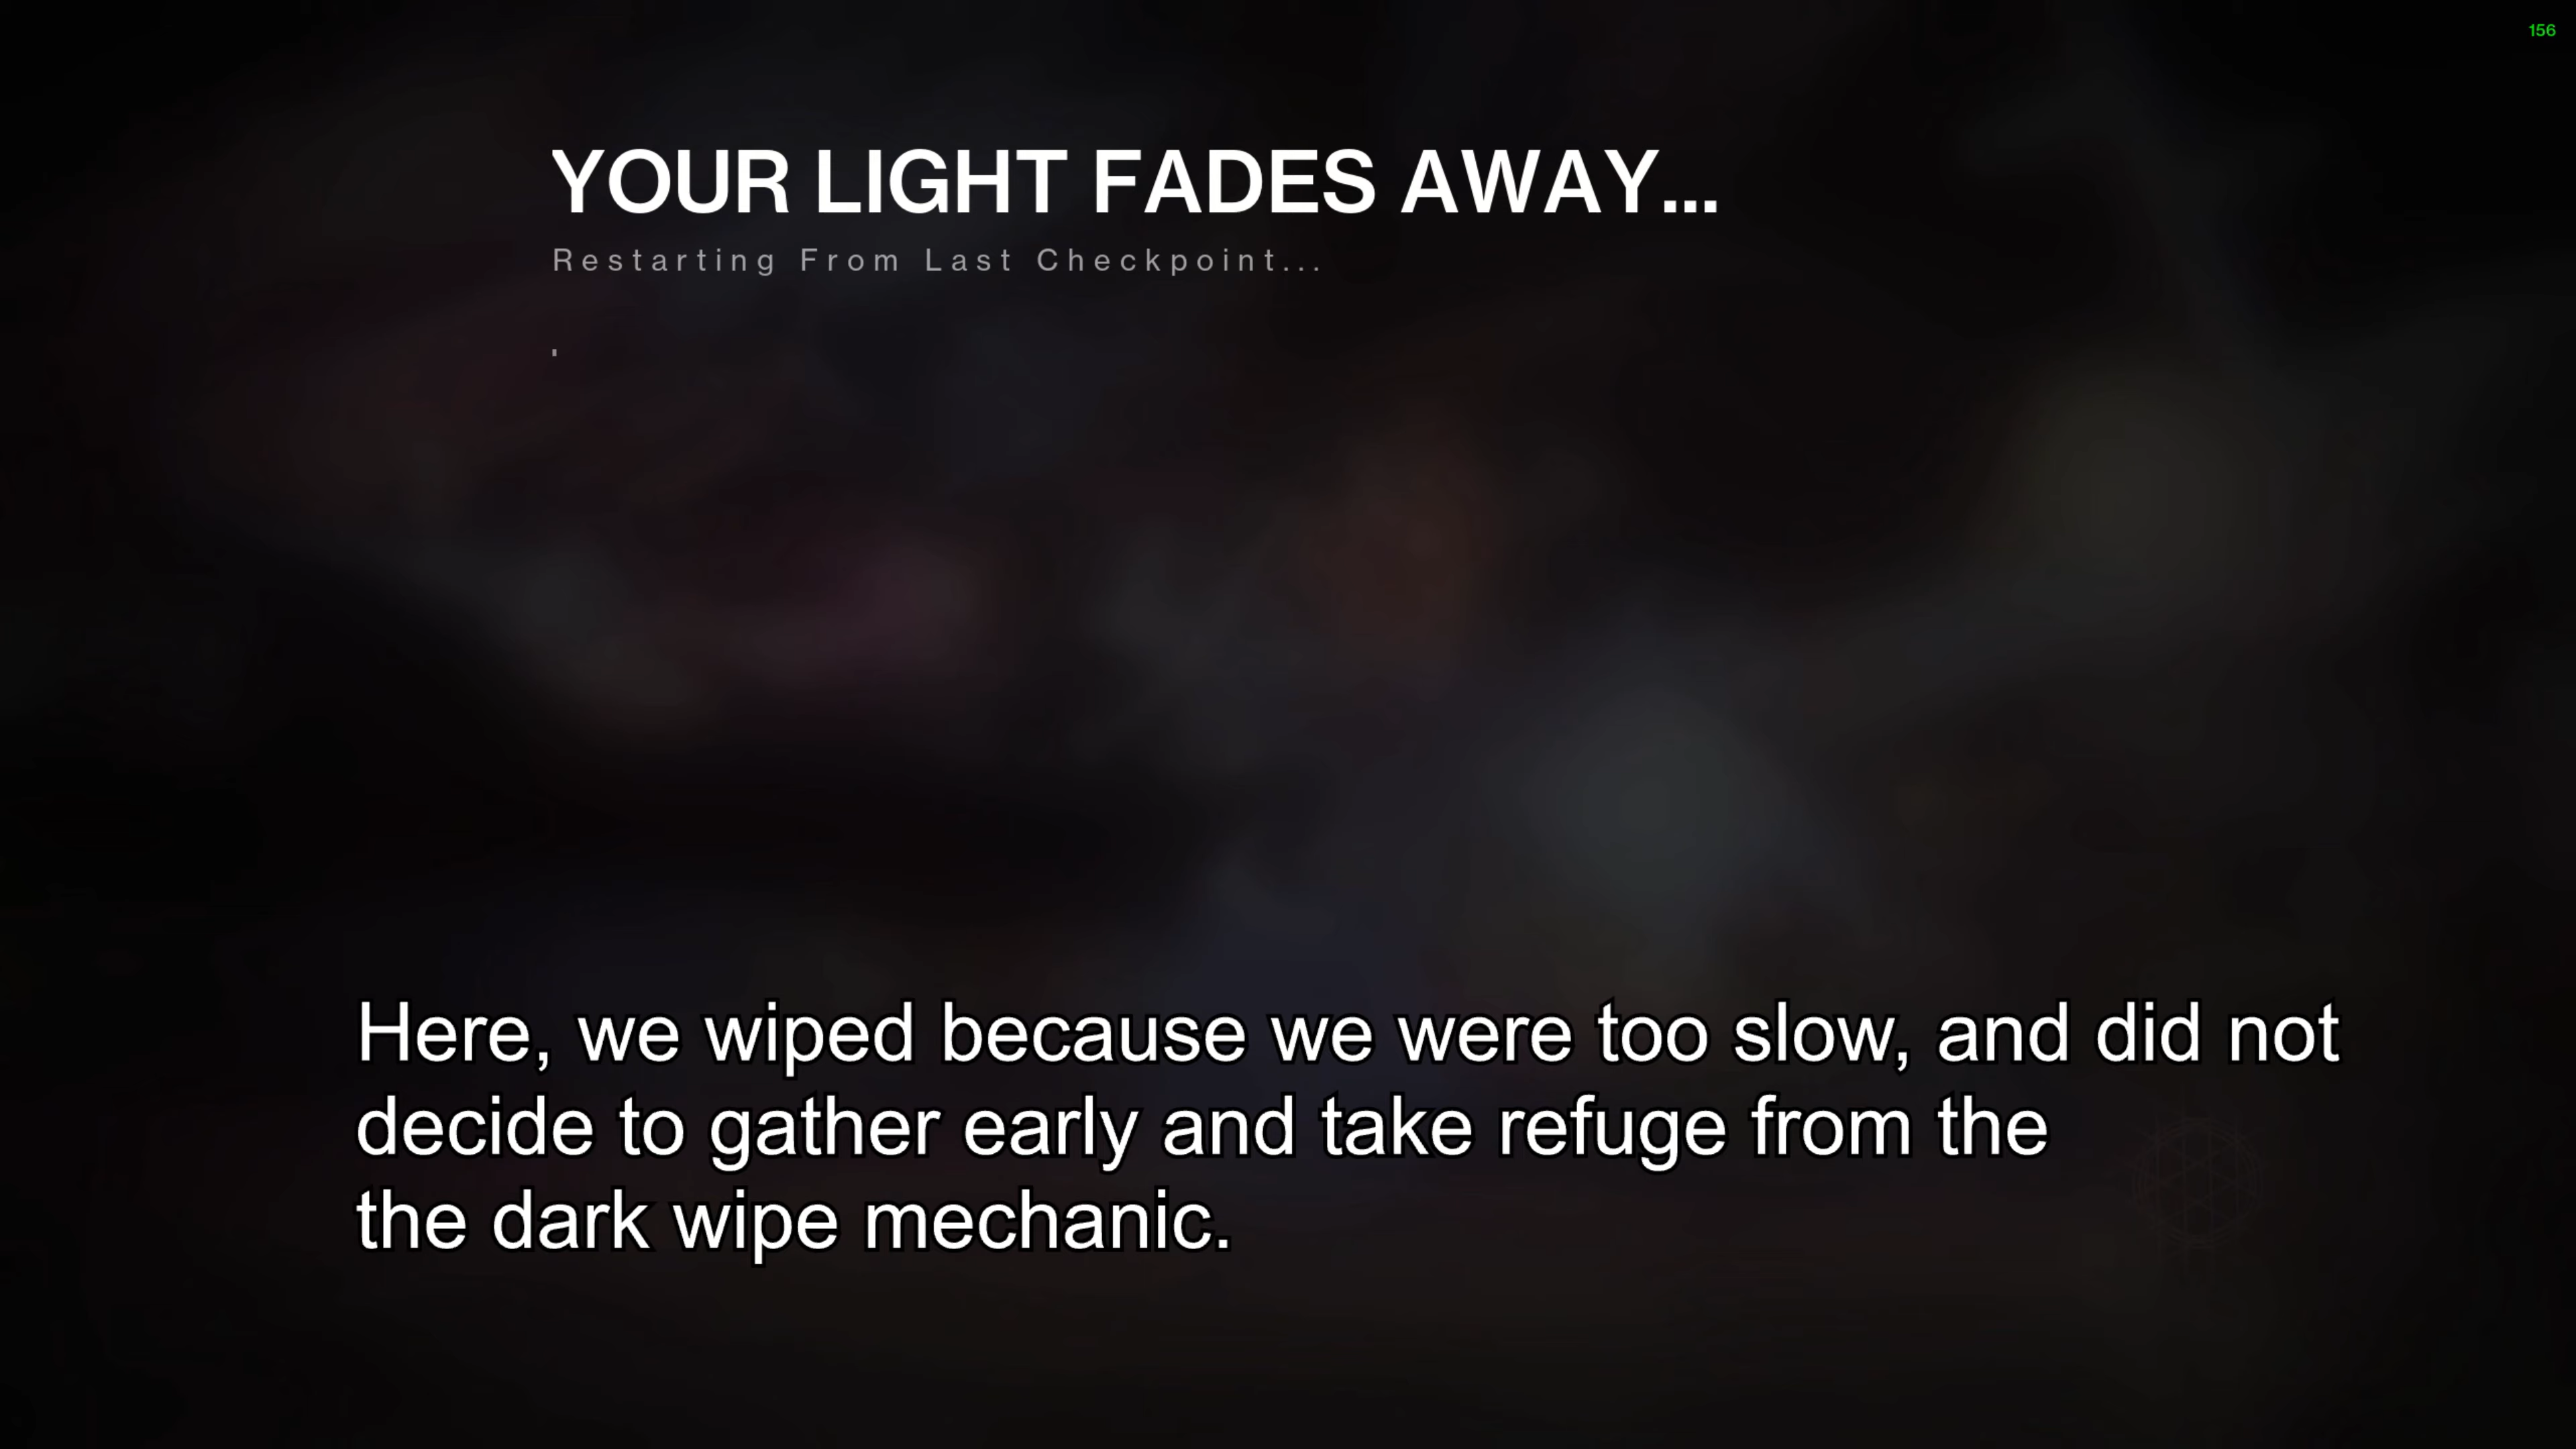 156
YOUR LIGHT FADES AWAY...
Restarting From Last Checkpoint...
Here, we wiped because we were too slow, and did not
decide to gather early and take refuge from the
the dark wipe mechanic.